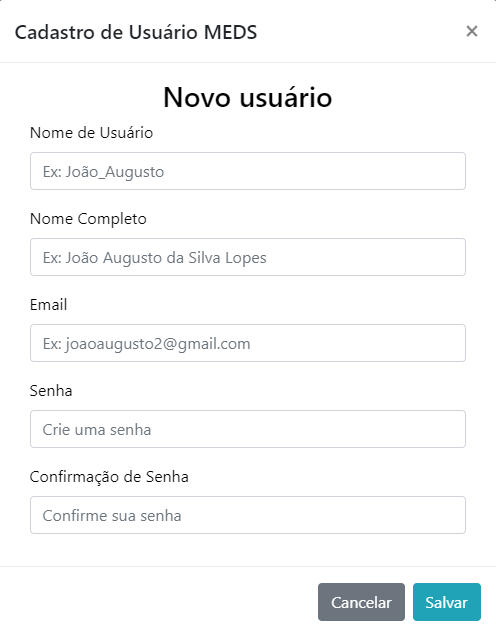 Cadastro de Usuário MEDS ×
Novo usuário
Nome de Usuário
Ex: João_Augusto
Nome Completo
Ex: João Augusto da Silva Lopes
Email
Ex: joaoaugusto2@gmail.com
Senha
Crie uma senha
Confirmação de Senha
Confirme sua senha
Cancelar Salvar